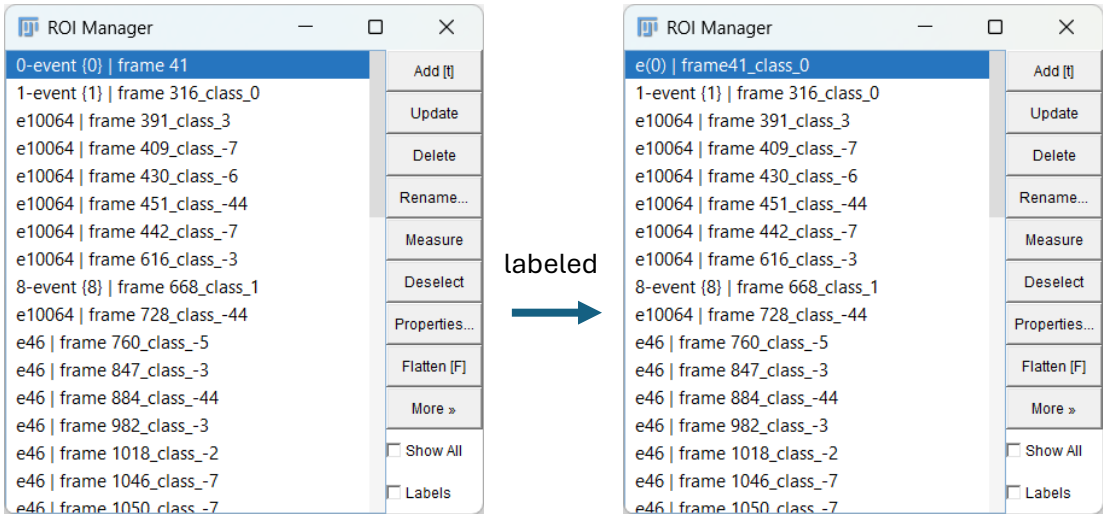 ROI Manager
0-event {0} | frame 41
1-event {1} | frame 316_class_0
e10064 | frame 391_class_3
e10064 | frame 409_class_-7
e10064 | frame 430_class_-6
e10064 | frame 451_class_-44
e10064 | frame 442_class_-7
e10064 | frame 616_class_-3
8-event {8} | frame 668_class_1
e10064 | frame 728_class_-44
e46 | frame 760_class_-5
e46 | frame 847_class_-3
e46 | frame 884_class_-44
e46 | frame 982_class_-3
e46 | frame 1018_class_-2
e46 | frame 1046_class_-7
e46 | frame 1050_class_-7
Add [t]
Update
Delete
Rename...
Measure
Deselect
Properties...
Flatten [F]
More »
Show All
Labels
labeled
ROI Manager
e(0) | frame41_class_0
1-event {1} | frame 316_class_0
e10064 | frame 391_class_3
e10064 | frame 409_class_-7
e10064 | frame 430_class_-6
e10064 | frame 451_class_-44
e10064 | frame 442_class_-7
e10064 | frame 616_class_-3
8-event {8} | frame 668_class_1
e10064 | frame 728_class_-44
e46 | frame 760_class_-5
e46 | frame 847_class_-3
e46 | frame 884_class_-44
e46 | frame 982_class_-3
e46 | frame 1018_class_-2
e46 | frame 1046_class_-7
e46 | frame 1050_class_-7
Add [t]
Update
Delete
Rename...
Measure
Deselect
Properties...
Flatten [F]
More »
Show All
Labels